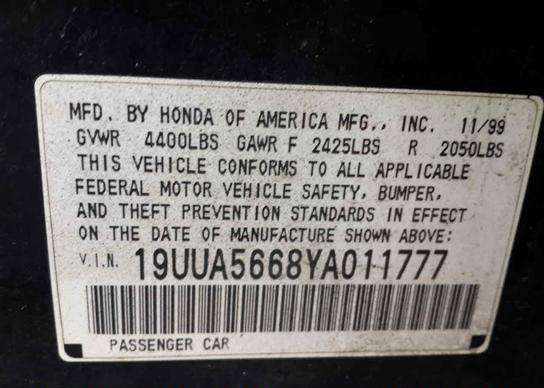 MFD. BY HONDA OF AMERICA MFG., INC. 11/99
GVWR 4400LBS GAWR F 2425LBS R 2050LBS
THIS VEHICLE CONFORMS TO ALL APPLICABLE
FEDERAL MOTOR VEHICLE SAFETY, BUMPER,
AND THEFT PREVENTION STANDARDS IN EFFECT
ON THE DATE OF MANUFACTURE SHOWN ABOVE:
V.I.N. 19UUA5668YA011777
PASSENGER CAR